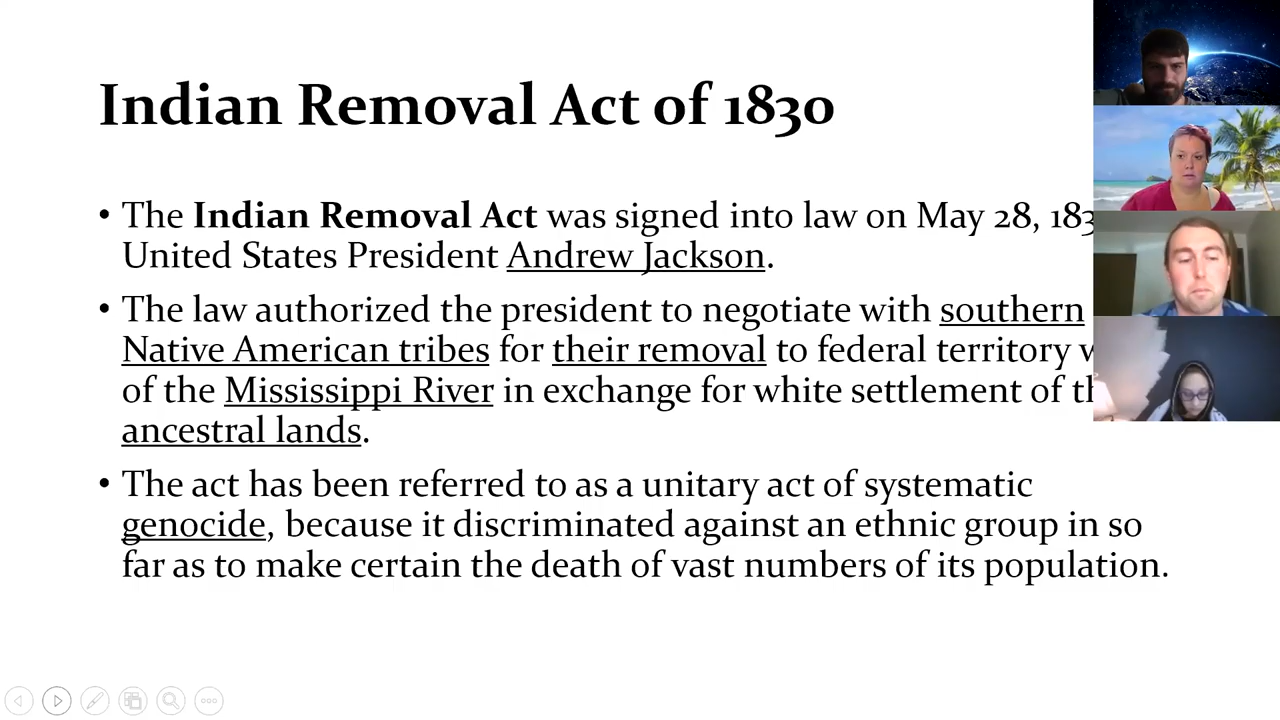 Indian Removal Act of 1830
• The Indian Removal Act was signed into law on May 28, 183
United States President Andrew Jackson.
• The law authorized the president to negotiate with southern
Native American tribes for their removal to federal territory
of the Mississippi River in exchange for white settlement of
ancestral lands.
• The act has been referred to as a unitary act of systematic
genocide, because it discriminated against an ethnic group in so
far as to make certain the death of vast numbers of its population.